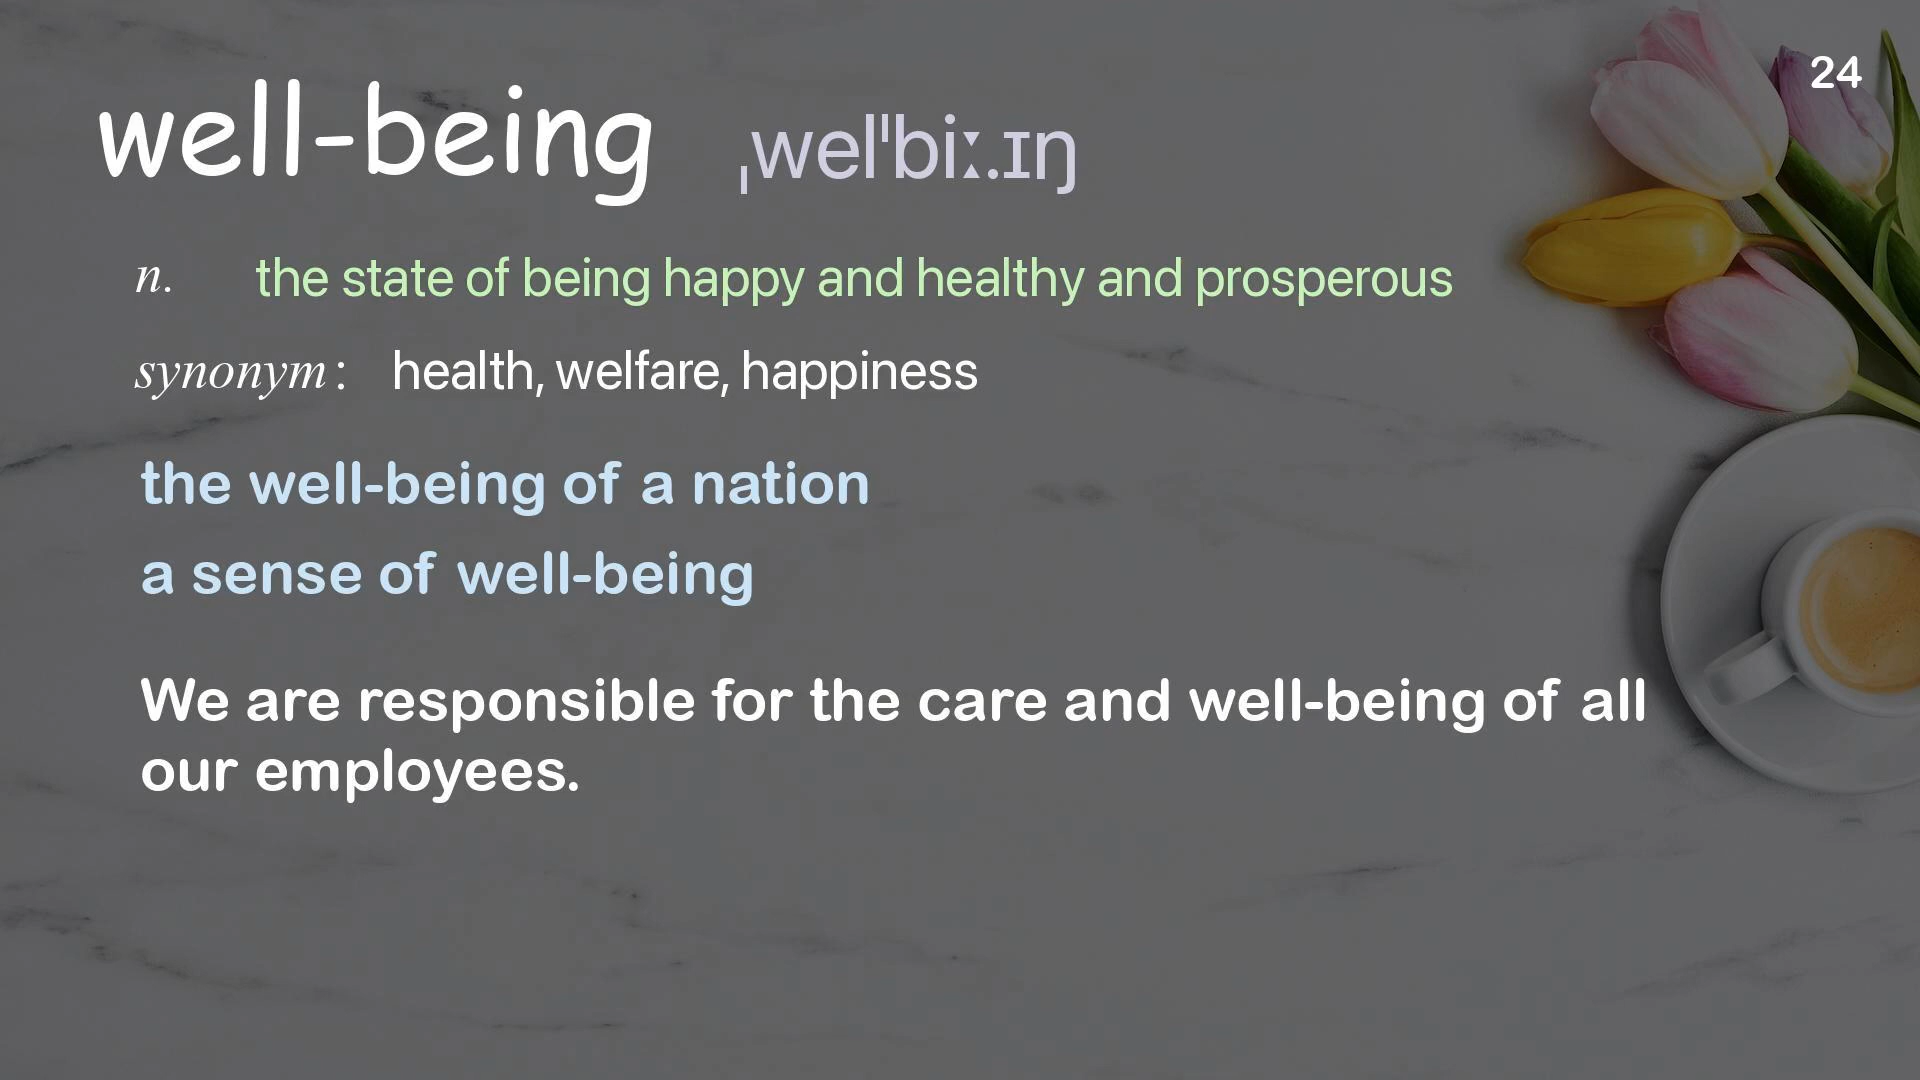 24
well-being ˌwelˈbiː.ɪŋ
n. the state of being happy and healthy and prosperous
synonym: health, welfare, happiness
the well-being of a nation
a sense of well-being
We are responsible for the care and well-being of all
our employees.